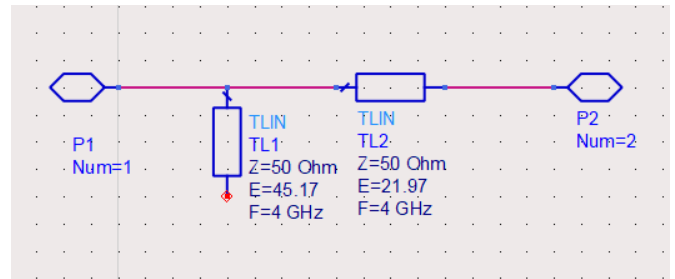 P1
Num=1
TLIN
TL1
Z=50 Ohm
E=45.17
F=4 GHz
TLIN
TL2
Z=50 Ohm
E=21.97
F=4 GHz
P2
Num=2